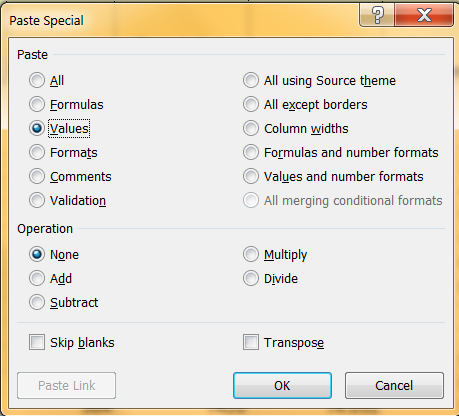 Paste Special
?
Paste
All
All using Source theme
Formulas
All except borders
Values
Column widths
Formats
Formulas and number formats
Comments
Values and number formats
Validation
All merging conditional formats
Operation
None
Multiply
Add
Divide
Subtract
Skip blanks
Transpose
Paste Link
OK
Cancel